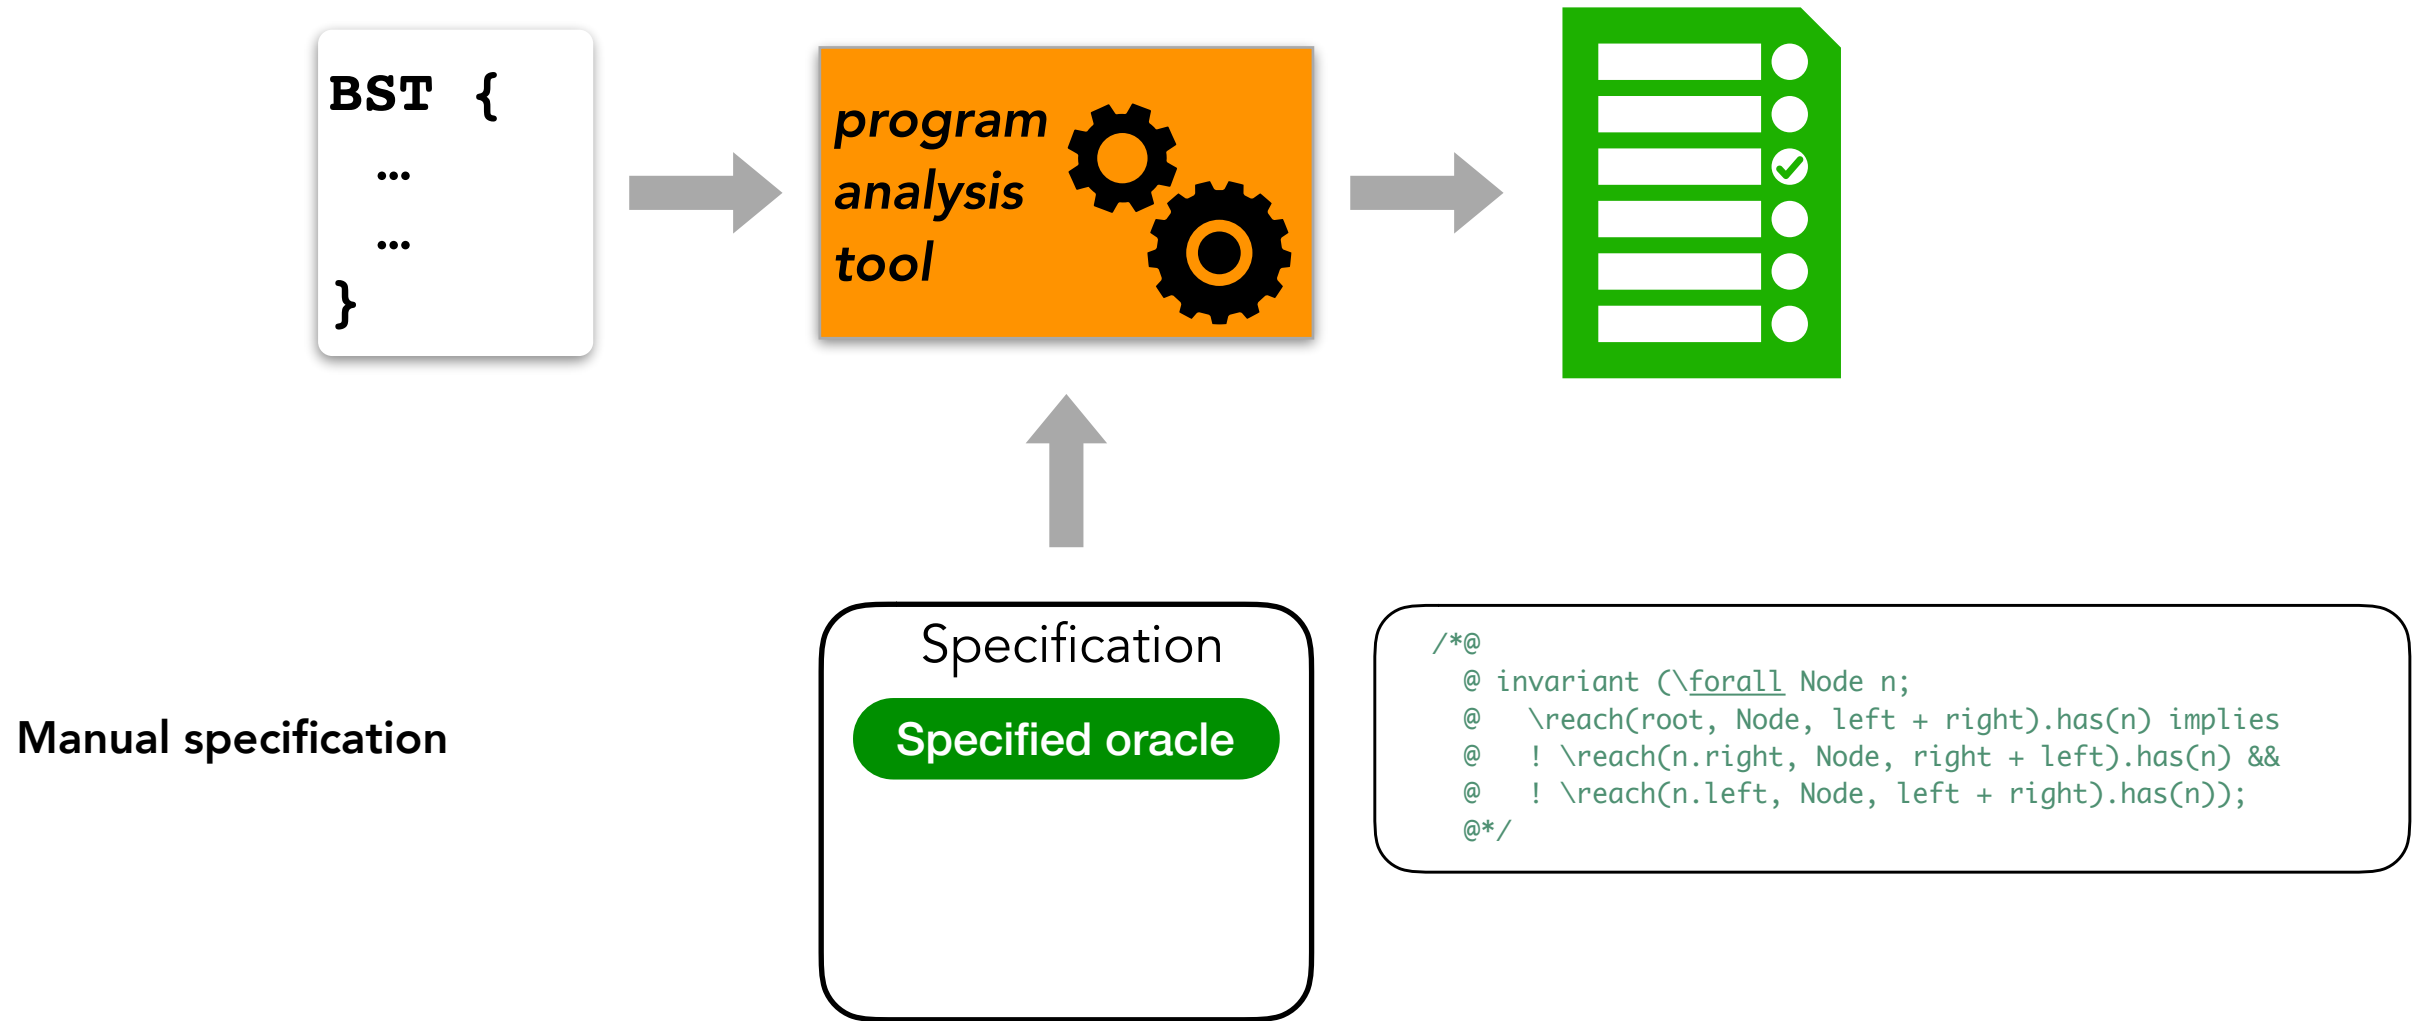 BST {
…
…
}
program
analysis
tool
Specification
Specified oracle
Manual specification
/*@
@ invariant (\forall Node n;
@ \reach(root, Node, left + right).has(n) implies
@ ! \reach(n.right, Node, right + left).has(n) &&
@ ! \reach(n.left, Node, left + right).has(n));
@*/